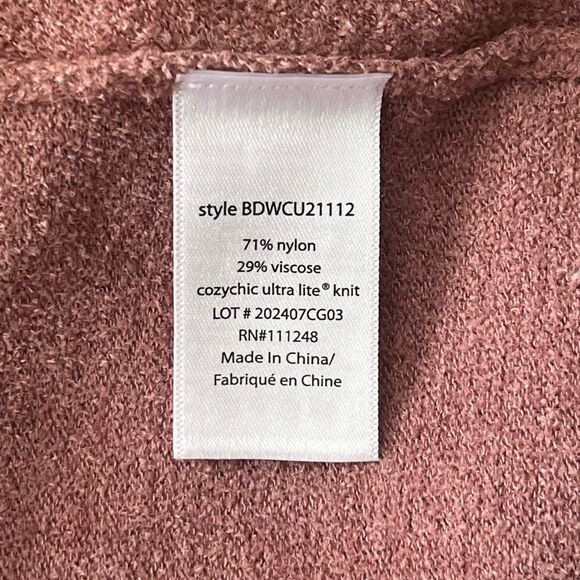 style BDWCU21112
71% nylon
29% viscose
cozychic ultra lite® knit
LOT # 202407CG03
RN#111248
Made In China/
Fabriqué en Chine